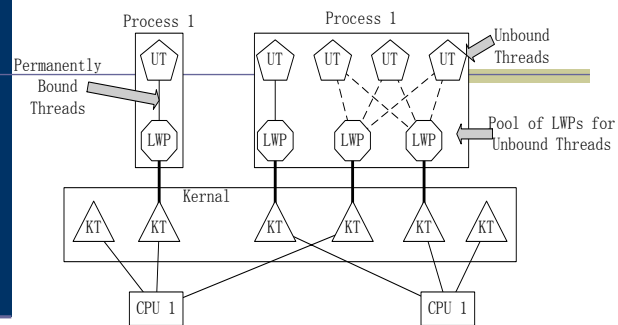 Process 1
Process 1
UT
UT
UT
UT
UT
Unbound
Threads
Permanently
Bound
Threads
LWP
LWP
LWP
LWP
Pool of LWPs for
Unbound Threads
Kernal
KT
KT
KT
KT
KT
KT
CPU 1
CPU 1